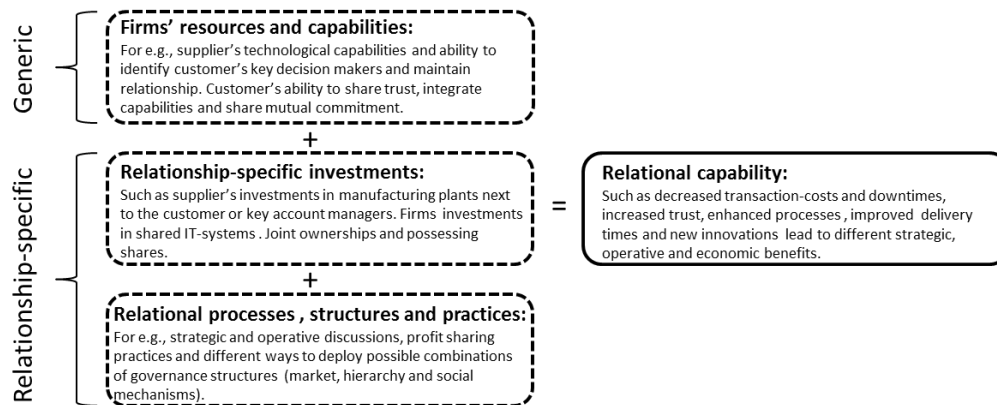 Generic
Firms' resources and capabilities:
For e.g., supplier's technological capabilities and ability to
identify customer's key decision makers and maintain
relationship. Customer's ability to share trust, integrate
capabilities and share mutual commitment.
+
Relationship-specific
Relationship-specific investments:
Such as supplier's investments in manufacturing plants next
to the customer or key account managers. Firms investments
in shared IT-systems . Joint ownerships and possessing
shares.
+
Relational processes , structures and practices:
For e.g., strategic and operative discussions, profit sharing
practices and different ways to deploy possible combinations
of governance structures (market, hierarchy and social
mechanisms).
=
Relational capability:
Such as decreased transaction-costs and downtimes,
increased trust, enhanced processes , improved delivery
times and new innovations lead to different strategic,
operative and economic benefits.